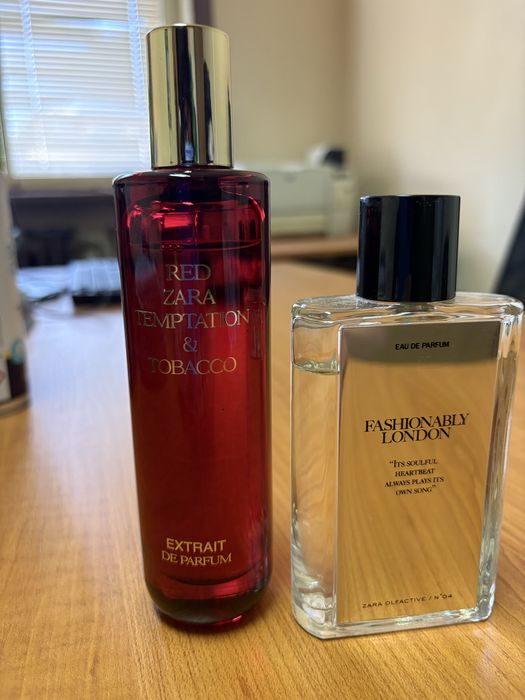 RED
ZARA
TEMPTATION
&
TOBACCO
EXTRAIT
DE PARFUM
EAU DE PARFUM
FASHIONABLY
LONDON
"ITS SOULFUL
HEARTBEAT
ALWAYS PLAYS ITS
OWN SONG"
ZARA OLFACTIVE / N°04